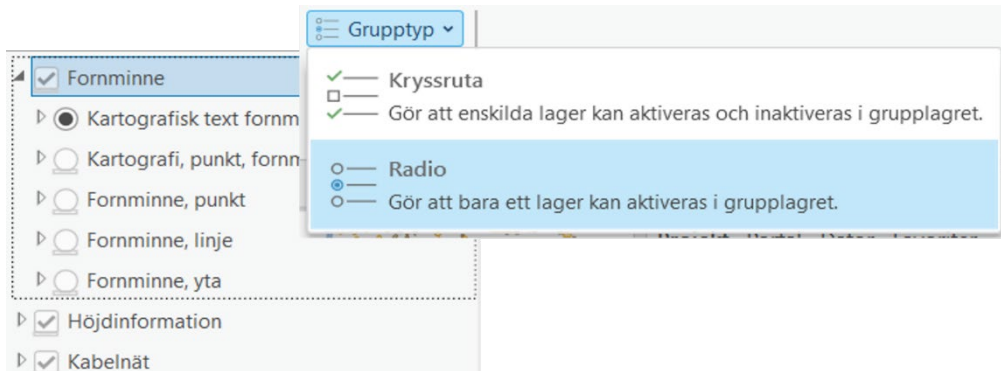 Grupptyp
Kryssruta
Gör att enskilda lager kan aktiveras och inaktiveras i grupplagret.
Radio
Gör att bara ett lager kan aktiveras i grupplagret.
Fornminne
Kartografisk text fornm
Kartografi, punkt, fornm
Fornminne, punkt
Fornminne, linje
Fornminne, yta
Höjdinformation
Kabelnät